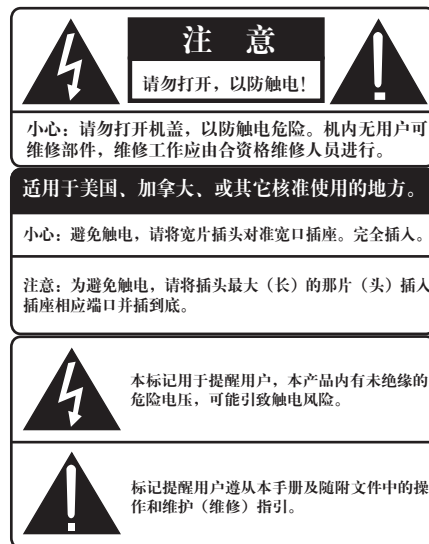 注 意
请勿打开，以防触电！
小心：请勿打开机盖，以防触电危险。机内无用户可
维修部件，维修工作应由合资格维修人员进行。
适用于美国、加拿大、或其它核准使用的地方。
小心：避免触电，请将宽片插头对准宽口插座。完全插入。
注意：为避免触电，请将插头最大（长）的那片（头）插入
插座相应端口并插到底。
本标记用于提醒用户，本产品内有未绝缘的
危险电压，可能引致触电风险。
标记提醒用户遵从本手册及随附文件中的操
作和维护（维修）指引。